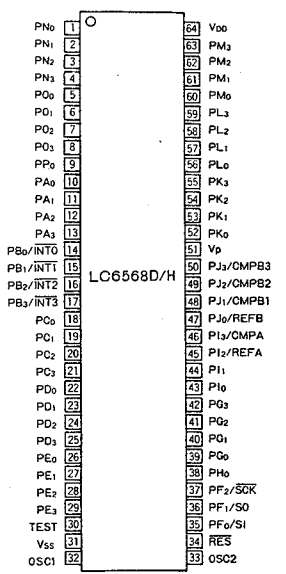 PN₀ 1 64 VDD
PN₁ 2 63 PM₃
PN₂ 3 62 PM₂
PN₃ 4 61 PM₁
PO₀ 5 60 PM₀
PO₁ 6 59 PL₃
PO₂ 7 58 PL₂
PO₃ 8 57 PL₁
PP₀ 9 56 PL₀
PA₀ 10 55 PK₃
PA₁ 11 54 PK₂
PA₂ 12 53 PK₁
PA₃ 13 52 PK₀
PB₀/INT0 14 51 Vp
PB₁/INT1 15 50 PJ₃/CMPB3
PB₂/INT2 16 49 PJ₂/CMPB2
PB₃/INT3 17 48 PJ₁/CMPB1
LC6568D/H
PC₀ 18 47 PJ₀/REFB
PC₁ 19 46 PI₃/CMPA
PC₂ 20 45 PI₂/REFA
PC₃ 21 44 PI₁
PD₀ 22 43 PI₀
PD₁ 23 42 PG₃
PD₂ 24 41 PG₂
PD₃ 25 40 PG₁
PE₀ 26 39 PG₀
PE₁ 27 38 PH₀
PE₂ 28 37 PF₂/SCK
PE₃ 29 36 PF₁/SO
TEST 30 35 PF₀/SI
Vss 31 34 RES
OSC1 32 33 OSC2